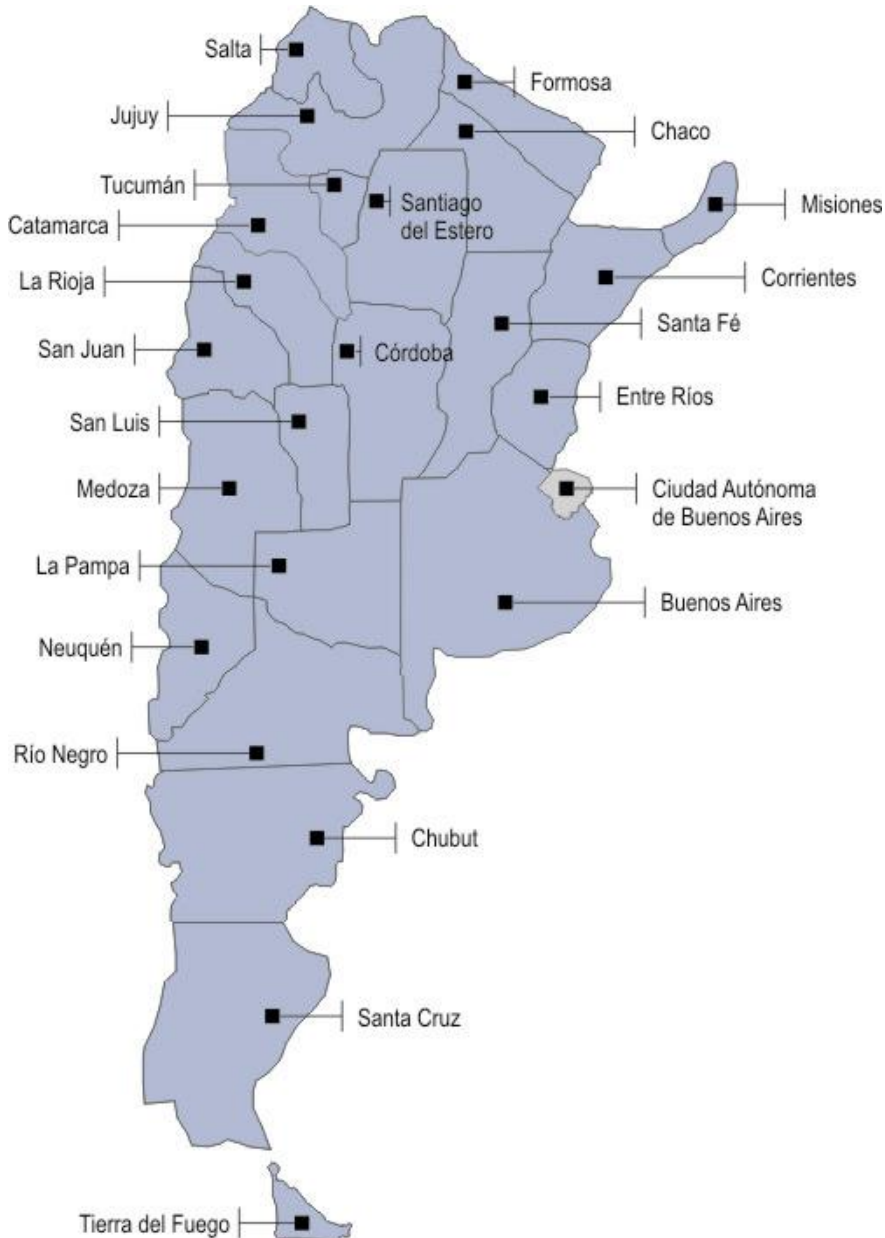 Salta
Formosa
Jujuy
Chaco
Tucumán
Santiago
del Estero
Misiones
Catamarca
La Rioja
Corrientes
Santa Fé
San Juan
Córdoba
Entre Ríos
San Luis
Medoza
Ciudad Autónoma
de Buenos Aires
La Pampa
Buenos Aires
Neuquén
Río Negro
Chubut
Santa Cruz
Tierra del Fuego